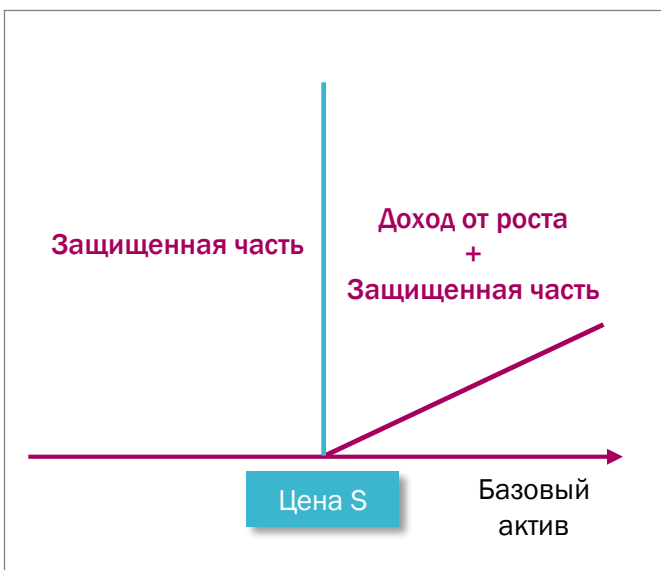 Защищенная часть
Доход от роста
+
Защищенная часть
Цена S
Базовый
актив